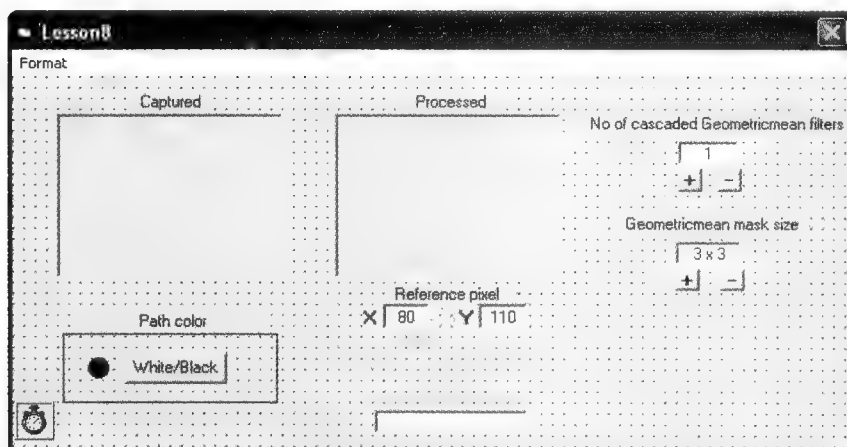 Lesson8
Format
Captured
Processed
No of cascaded Geometricmean filters
1
+ -
Geometricmean mask size
3 x 3
+ -
Reference pixel
X 80 Y 110
Path color
White/Black